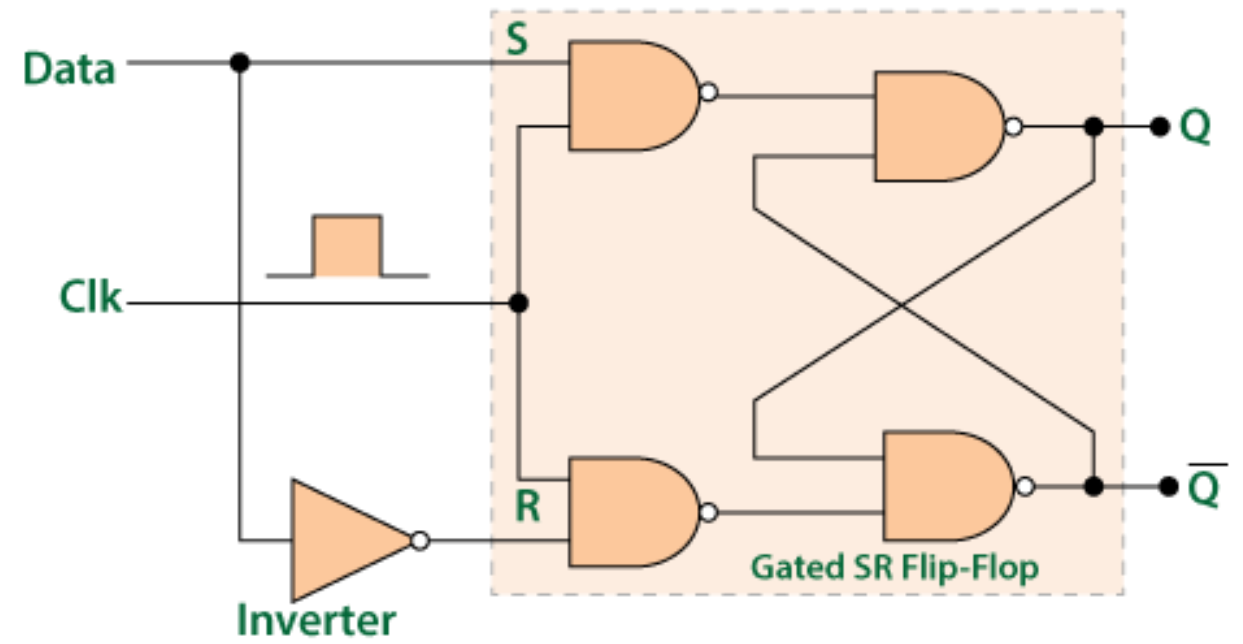 S
Data
Q
Clk
R
Q̅
Gated SR Flip-Flop
Inverter